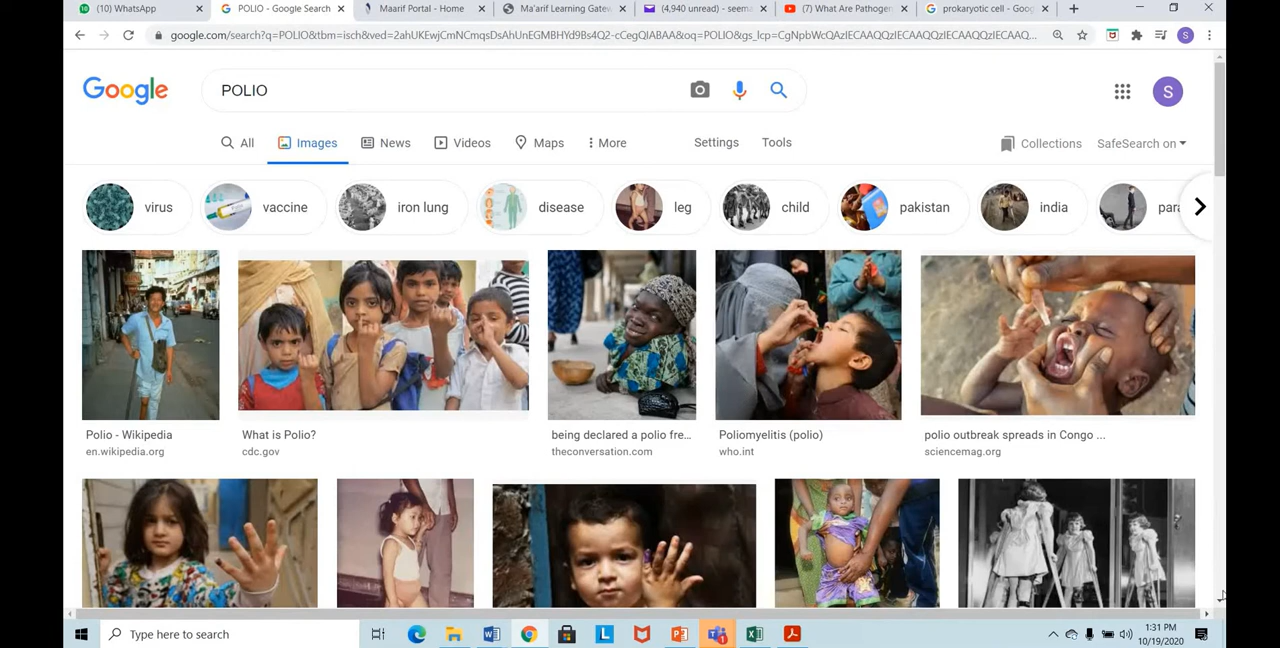 (10) WhatsApp
POLIO - Google Search
Maarif Portal - Home
Ma'arif Learning Gatew
(4,940 unread) - seema
(7) What Are Pathogen
prokaryotic cell - Goog
google.com/search?q=POLIO&tbm=isch&ved=2ahUKEwjCmNCmqsDsAhUnEGMBHYd9Bs4Q2-cCegQIABAA&oq=POLIO&gs_lcp=CgNpbWcQAzIECAAQQzIECAAQQzIECAAQQzIECAAQQzIECAAQ...
S
Google
POLIO
S
All
Images
News
Videos
Maps
More
Settings
Tools
Collections
SafeSearch on
virus
vaccine
iron lung
disease
leg
child
pakistan
india
para
Polio - Wikipedia
en.wikipedia.org
What is Polio?
cdc.gov
being declared a polio fre...
theconversation.com
Poliomyelitis (polio)
who.int
polio outbreak spreads in Congo ...
sciencemag.org
Type here to search
1:31 PM
10/19/2020